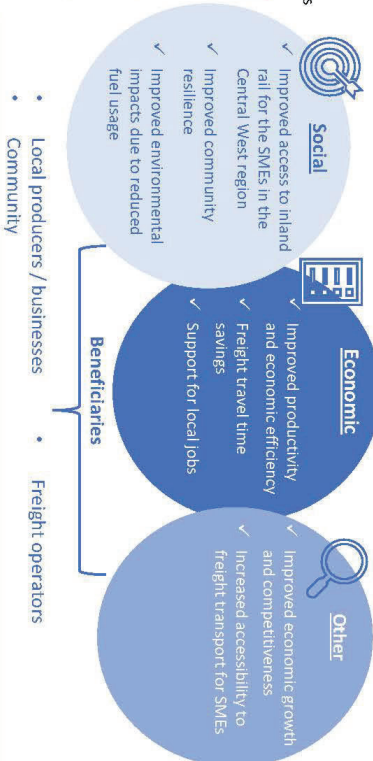 s
Social
✓ Improved access to inland
rail for the SMEs in the
Central West region
✓ Improved community
resilience
✓ Improved environmental
impacts due to reduced
fuel usage
Economic
✓ Improved productivity
and economic efficiency
✓ Freight travel time
savings
✓ Support for local jobs
Other
✓ Improved economic growth
and competitiveness
✓ Increased accessibility to
freight transport for SMEs
Beneficiaries
• Local producers / businesses
• Community
• Freight operators